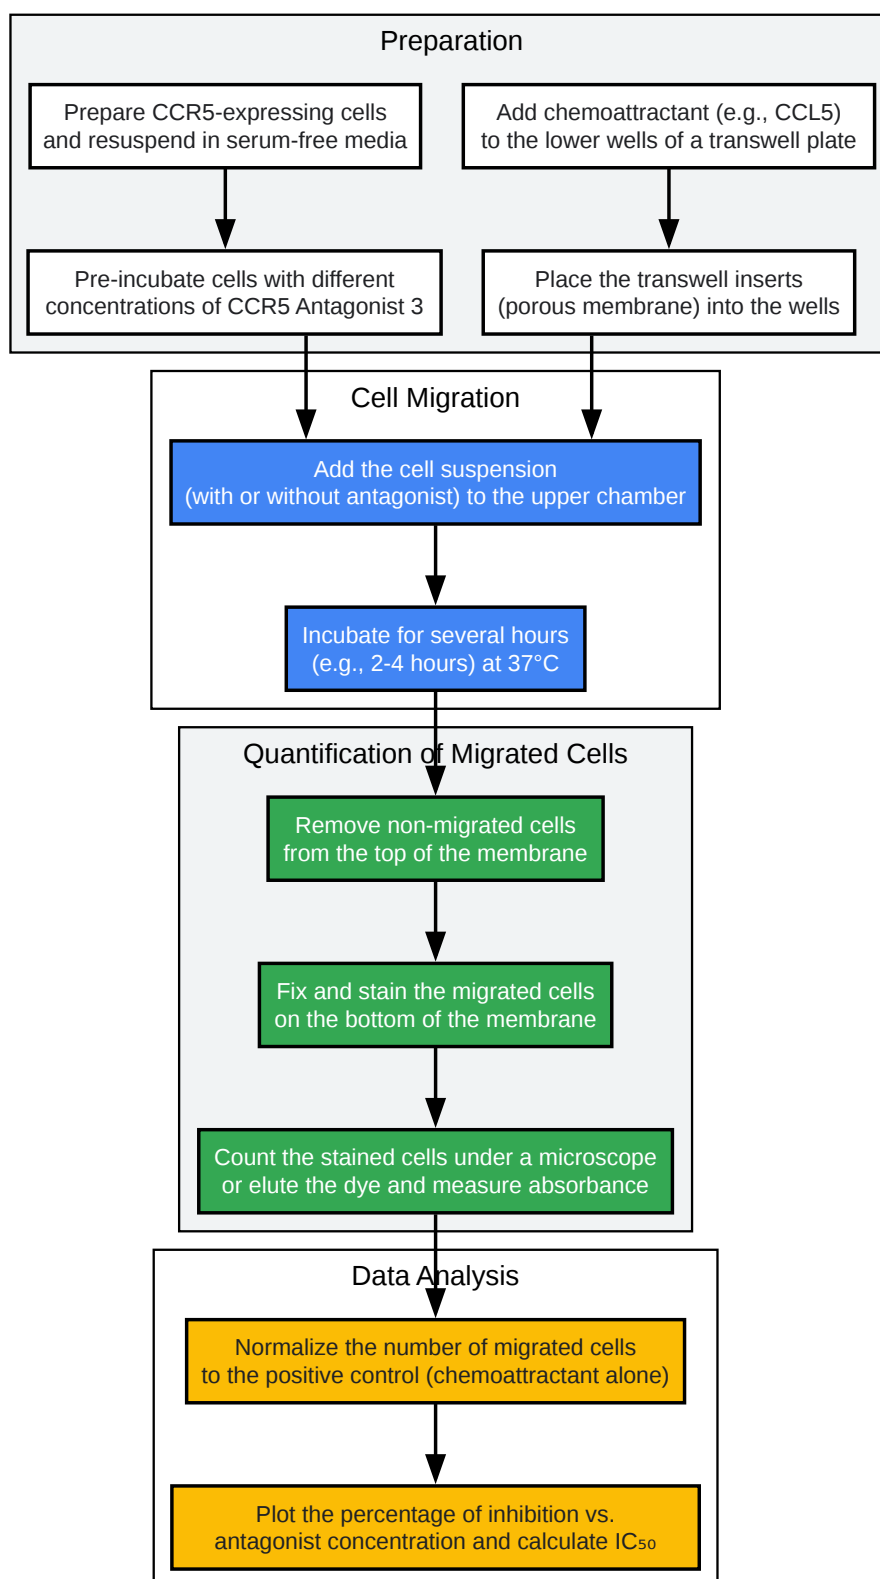 Preparation
Prepare CCR5-expressing cells
and resuspend in serum-free media
Add chemoattractant (e.g., CCL5)
to the lower wells of a transwell plate
Pre-incubate cells with different
concentrations of CCR5 Antagonist 3
Place the transwell inserts
(porous membrane) into the wells
Cell Migration
Add the cell suspension
(with or without antagonist) to the upper chamber
Incubate for several hours
(e.g., 2-4 hours) at 37°C
Quantification of Migrated Cells
Remove non-migrated cells
from the top of the membrane
Fix and stain the migrated cells
on the bottom of the membrane
Count the stained cells under a microscope
or elute the dye and measure absorbance
Data Analysis
Normalize the number of migrated cells
to the positive control (chemoattractant alone)
Plot the percentage of inhibition vs.
antagonist concentration and calculate IC₅₀